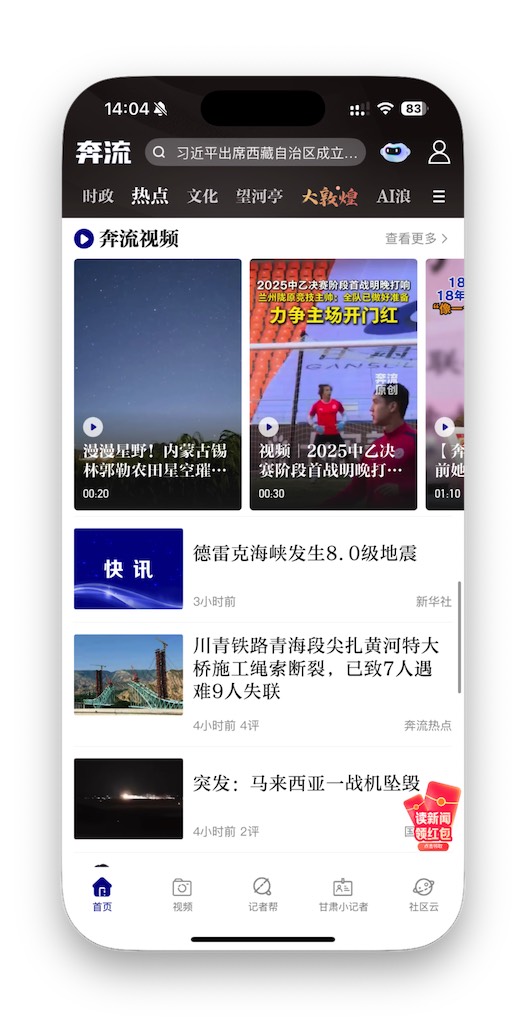 14:04
83
奔流
习近平出席西藏自治区成立...
时政 热点 文化 望河亭 大敦煌 AI浪
奔流视频
查看更多
漫漫星野！内蒙古锡
林郭勒农田星空璀…
00:20
2025中乙决赛阶段首战明晚打响
兰州陇原竞技主帅：全队已做好准备
力争主场开门红
甘肃
GANSU
奔流
原创
视频｜2025中乙决
赛阶段首战明晚打…
00:30
18
18年
“像一
【奔
前她
01:10
快讯
德雷克海峡发生8.0级地震
3小时前
新华社
川青铁路青海段尖扎黄河特大
桥施工绳索断裂，已致7人遇
难9人失联
4小时前 4评
奔流热点
突发：马来西亚一战机坠毁
4小时前 2评
国
读新闻
领红包
首页
视频
记者帮
甘肃小记者
社区云